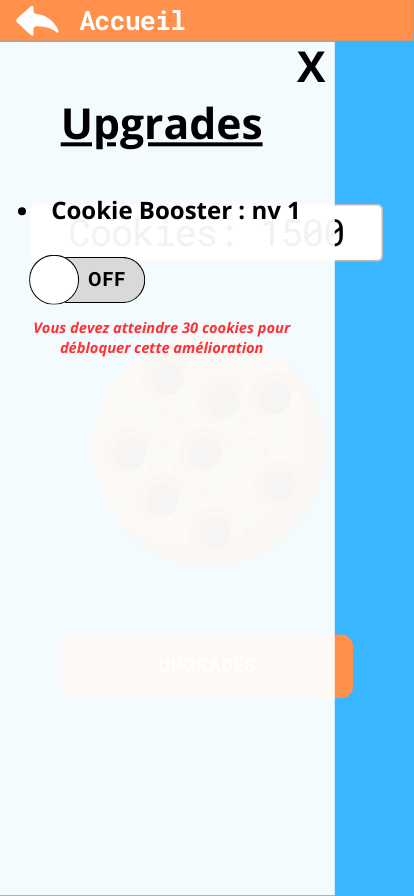 Accueil
X
Upgrades
• Cookie Booster : nv 1
Cookies: 1500
OFF
Vous devez atteindre 30 cookies pour
débloquer cette amélioration
UPGRADES